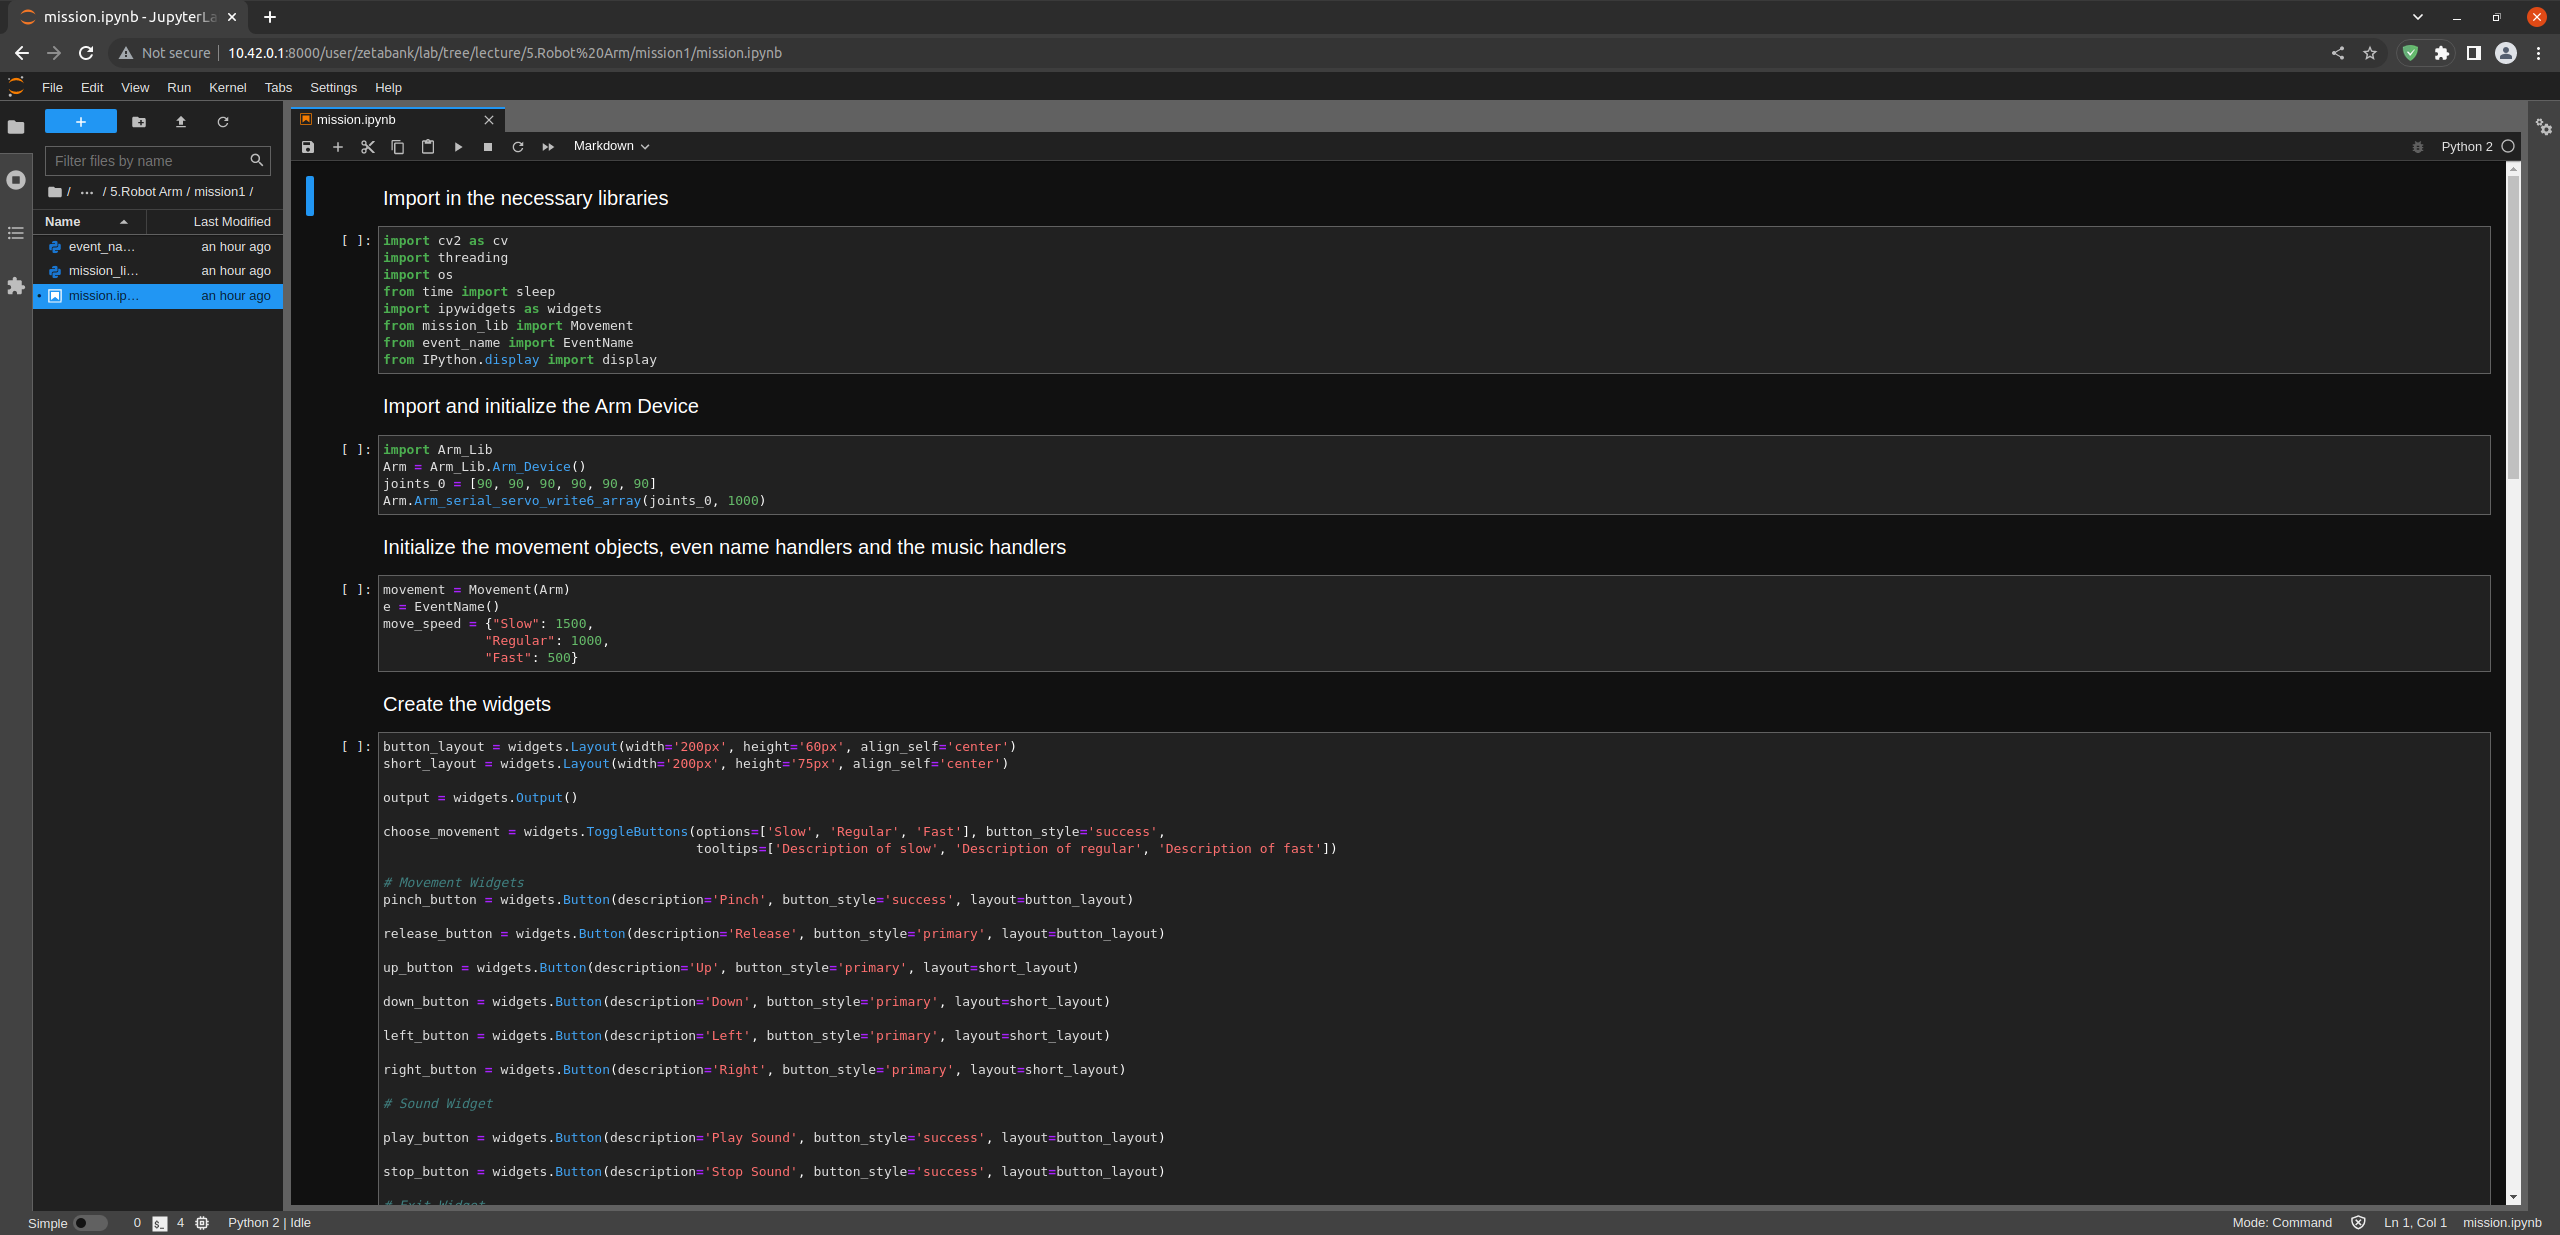 mission.ipynb - JupyterLa
Not secure | 10.42.0.1:8000/user/zetabank/lab/tree/lecture/5.Robot%20Arm/mission1/mission.ipynb
File Edit View Run Kernel Tabs Settings Help
Filter files by name
/ ... / 5.Robot Arm / mission1 /
Name Last Modified
event_na... an hour ago
mission_li... an hour ago
mission.ip... an hour ago
mission.ipynb
Markdown
Python 2
Import in the necessary libraries
[ ]:
import cv2 as cv
import threading
import os
from time import sleep
import ipywidgets as widgets
from mission_lib import Movement
from event_name import EventName
from IPython.display import display
Import and initialize the Arm Device
[ ]:
import Arm_Lib
Arm = Arm_Lib.Arm_Device()
joints_0 = [90, 90, 90, 90, 90, 90]
Arm.Arm_serial_servo_write6_array(joints_0, 1000)
Initialize the movement objects, even name handlers and the music handlers
[ ]:
movement = Movement(Arm)
e = EventName()
move_speed = {"Slow": 1500,
"Regular": 1000,
"Fast": 500}
Create the widgets
[ ]:
button_layout = widgets.Layout(width='200px', height='60px', align_self='center')
short_layout = widgets.Layout(width='200px', height='75px', align_self='center')
output = widgets.Output()
choose_movement = widgets.ToggleButtons(options=['Slow', 'Regular', 'Fast'], button_style='success',
tooltips=['Description of slow', 'Description of regular', 'Description of fast'])
# Movement Widgets
pinch_button = widgets.Button(description='Pinch', button_style='success', layout=button_layout)
release_button = widgets.Button(description='Release', button_style='primary', layout=button_layout)
up_button = widgets.Button(description='Up', button_style='primary', layout=short_layout)
down_button = widgets.Button(description='Down', button_style='primary', layout=short_layout)
left_button = widgets.Button(description='Left', button_style='primary', layout=short_layout)
right_button = widgets.Button(description='Right', button_style='primary', layout=short_layout)
# Sound Widget
play_button = widgets.Button(description='Play Sound', button_style='success', layout=button_layout)
stop_button = widgets.Button(description='Stop Sound', button_style='success', layout=button_layout)
# Exit Widget
Simple 0 4 Python 2 | Idle
Mode: Command Ln 1, Col 1 mission.ipynb